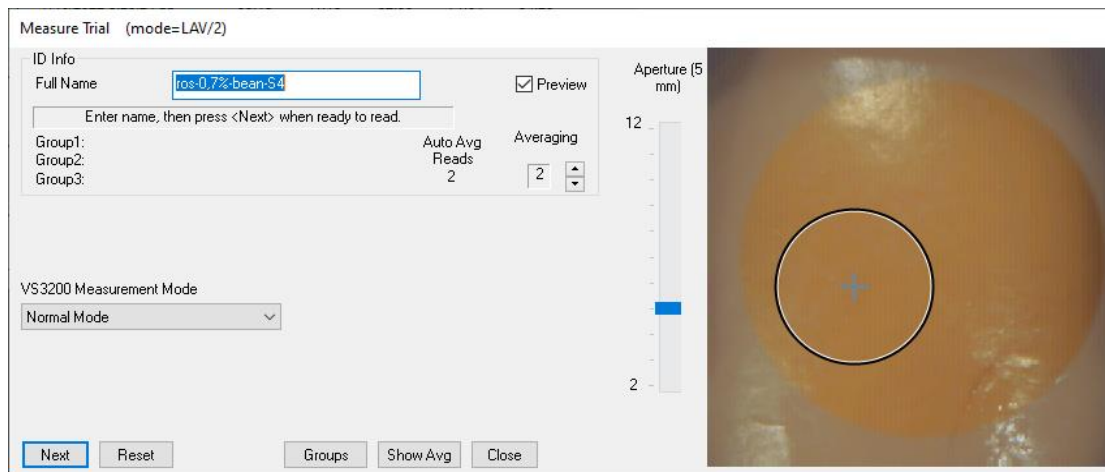 Measure Trial (mode=LAV/2)
ID Info
Full Name
ros-0,7%-bean-S4
Preview
Enter name, then press <Next> when ready to read.
Group1:
Group2:
Group3:
Auto Avg
Reads
2
Averaging
2
VS3200 Measurement Mode
Normal Mode
Aperture (5
mm)
12
2
Next
Reset
Groups
Show Avg
Close